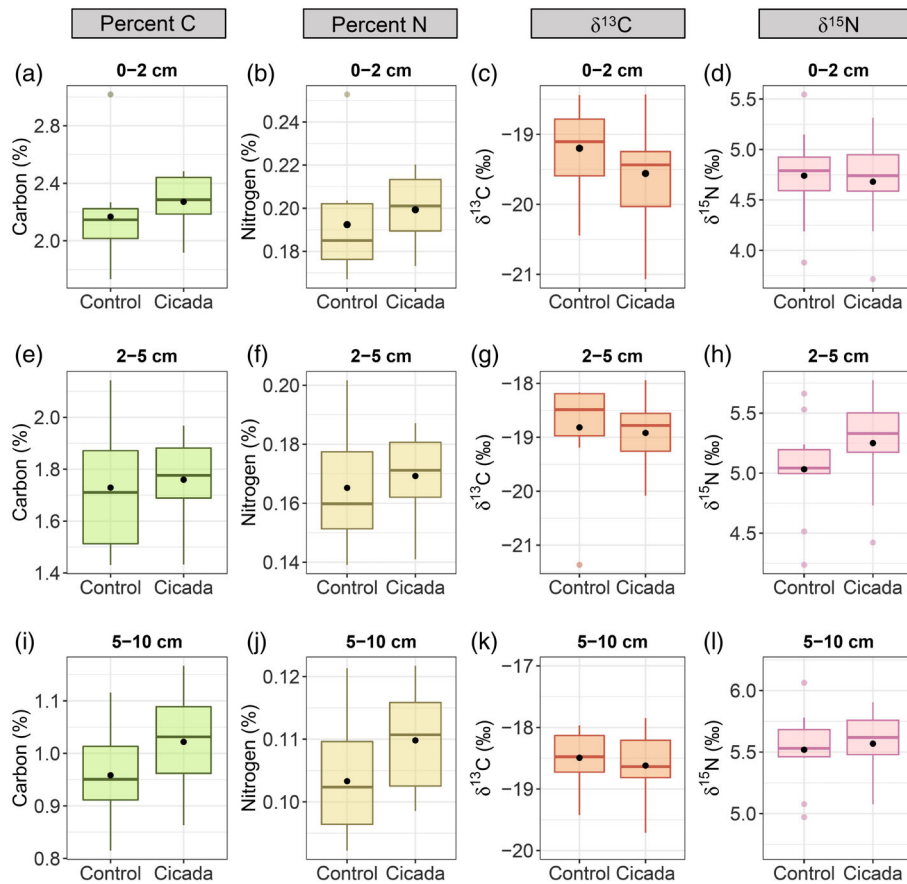 Percent C Percent N δ¹³C δ¹⁵N
(a) 0−2 cm
Carbon (%)
2.8
2.4
2.0
Control Cicada
(b) 0−2 cm
Nitrogen (%)
0.24
0.22
0.20
0.18
Control Cicada
(c) 0−2 cm
δ¹³C (‰)
−19
−20
−21
Control Cicada
(d) 0−2 cm
δ¹⁵N (‰)
5.5
5.0
4.5
4.0
Control Cicada
(e) 2−5 cm
Carbon (%)
2.0
1.8
1.6
1.4
Control Cicada
(f) 2−5 cm
Nitrogen (%)
0.20
0.18
0.16
0.14
Control Cicada
(g) 2−5 cm
δ¹³C (‰)
−18
−19
−20
−21
Control Cicada
(h) 2−5 cm
δ¹⁵N (‰)
5.5
5.0
4.5
Control Cicada
(i) 5−10 cm
Carbon (%)
1.1
1.0
0.9
0.8
Control Cicada
(j) 5−10 cm
Nitrogen (%)
0.12
0.11
0.10
Control Cicada
(k) 5−10 cm
δ¹³C (‰)
−17
−18
−19
−20
Control Cicada
(l) 5−10 cm
δ¹⁵N (‰)
6.0
5.5
5.0
Control Cicada